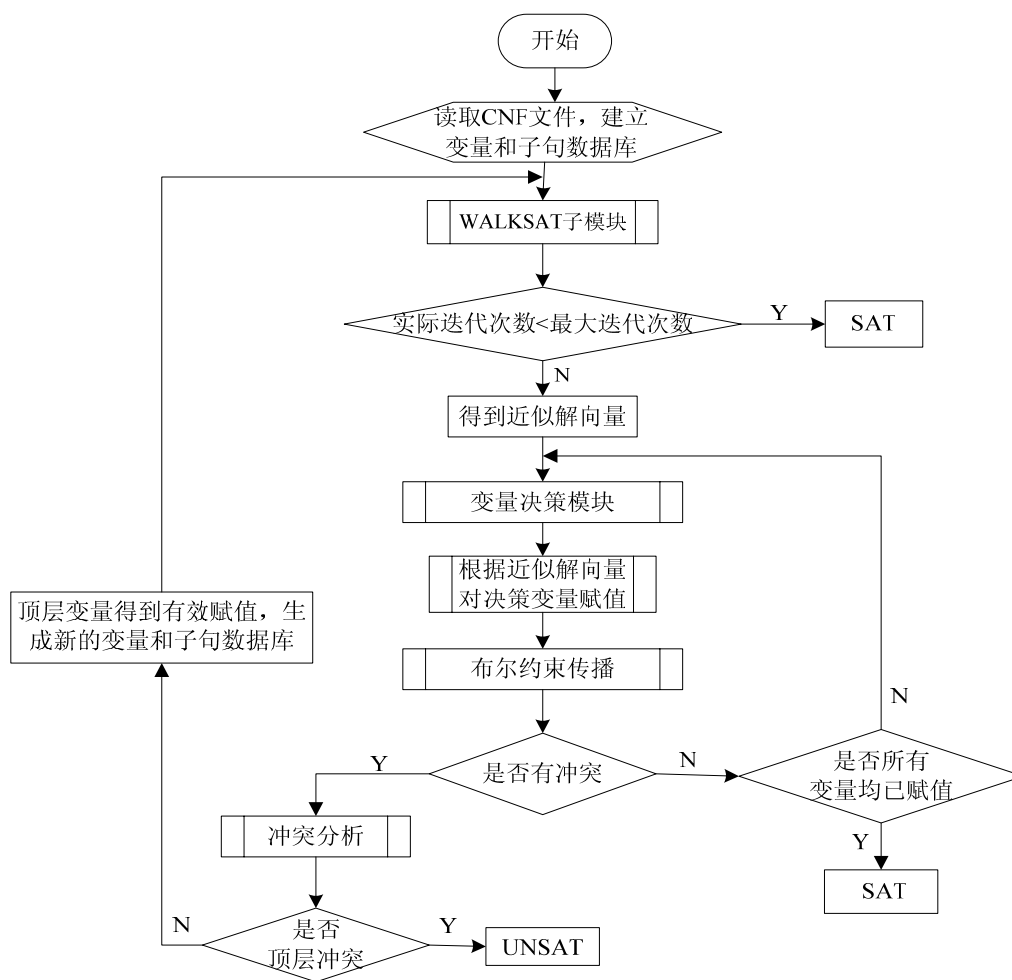 开始
读取CNF文件，建立
变量和子句数据库
WALKSAT子模块
实际迭代次数<最大迭代次数
Y
SAT
N
得到近似解向量
变量决策模块
根据近似解向量
对决策变量赋值
顶层变量得到有效赋值，生
成新的变量和子句数据库
布尔约束传播
N
是否有冲突
Y
N
是否所有
变量均已赋值
冲突分析
Y
SAT
是否
顶层冲突
N
Y
UNSAT